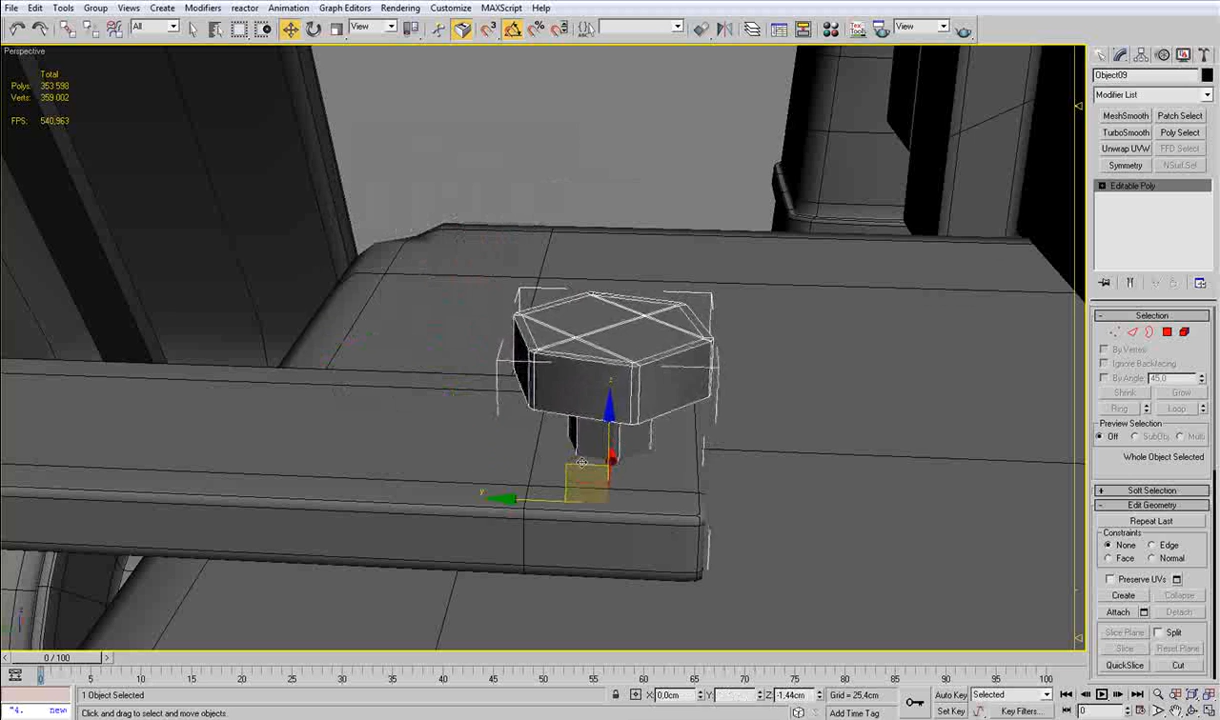 File Edit Tools Group Views Create Modifiers reactor Animation Graph Editors Rendering Customize MAXScript Help
All View View
Perspective
Total
Polys: 353 598
Verts: 359 002
FPS: 540,963
Object09
Modifier List
MeshSmooth Patch Select
TurboSmooth Poly Select
Unwrap UVW FFD Select
Symmetry NSurf.Sel
Editable Poly
Selection
By Vertex
Ignore Backfacing
By Angle 45,0
Shrink Grow
Ring Loop
Preview Selection
Off SubObj Multi
Whole Object Selected
Soft Selection
Edit Geometry
Repeat Last
Constraints
None Edge
Face Normal
Preserve UVs
Create Collapse
Attach Detach
Slice Plane Split
Slice Reset Plane
QuickSlice Cut
z
y
0 / 100
0 5 10 15 20 25 30 35 40 45 50 55 60 65 70 75 80 85 90 95 100
1 Object Selected X: 0,0cm Y: Z: -1,44cm Grid = 25,4cm Auto Key Selected
"4. new Click and drag to select and move objects. Add Time Tag Set Key Key Filters... 0